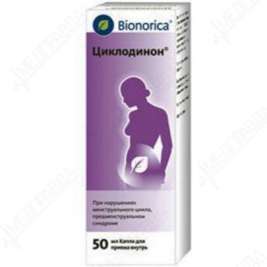 Bionorica®
Циклодинон®
При нарушениях
менструального цикла,
предменструальном
синдроме
50 мл Капли для
приема внутрь